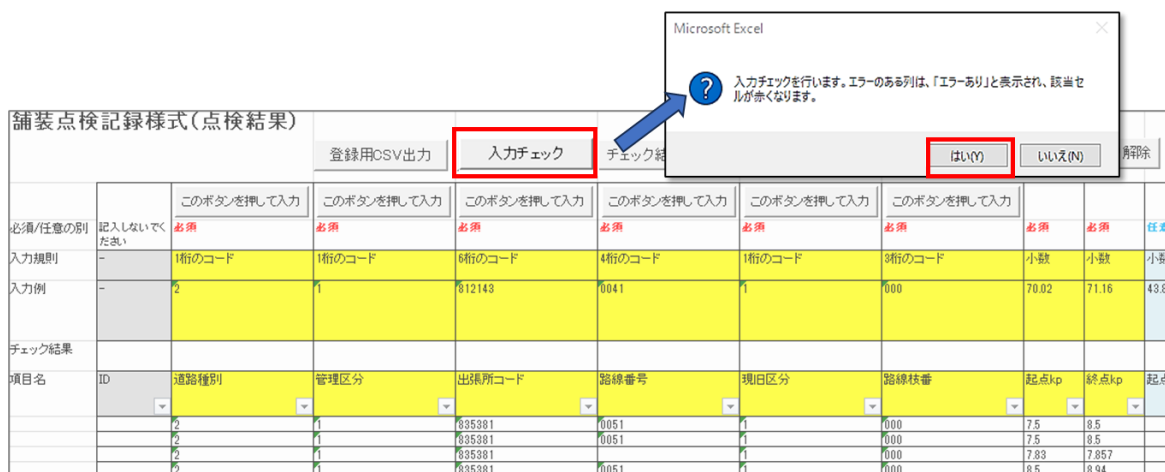 Microsoft Excel
入力チェックを行います。エラーのある列は、「エラーあり」と表示され、該当セ
ルが赤くなります。
はい(Y) いいえ(N)
舗装点検記録様式(点検結果)
登録用CSV出力 入力チェック チェック結 解除
このボタンを押して入力 このボタンを押して入力 このボタンを押して入力 このボタンを押して入力 このボタンを押して入力 このボタンを押して入力
必須/任意の別 記入しないでく 必須 必須 必須 必須 必須 必須 必須 必須 任意
ださい
入力規則 - 1桁のコード 1桁のコード 6桁のコード 4桁のコード 1桁のコード 3桁のコード 小数 小数 小数
入力例 - 2 1 812143 0041 1 000 70.02 71.16 43.8
チェック結果
項目名 ID 道路種別 管理区分 出張所コード 路線番号 現旧区分 路線枝番 起点kp 終点kp 起点
2 1 835381 0051 1 000 7.5 8.5
2 1 835381 0051 1 000 7.5 8.5
2 1 835381 1 000 7.83 7.857
2 1 835381 0051 1 000 8.5 8.94